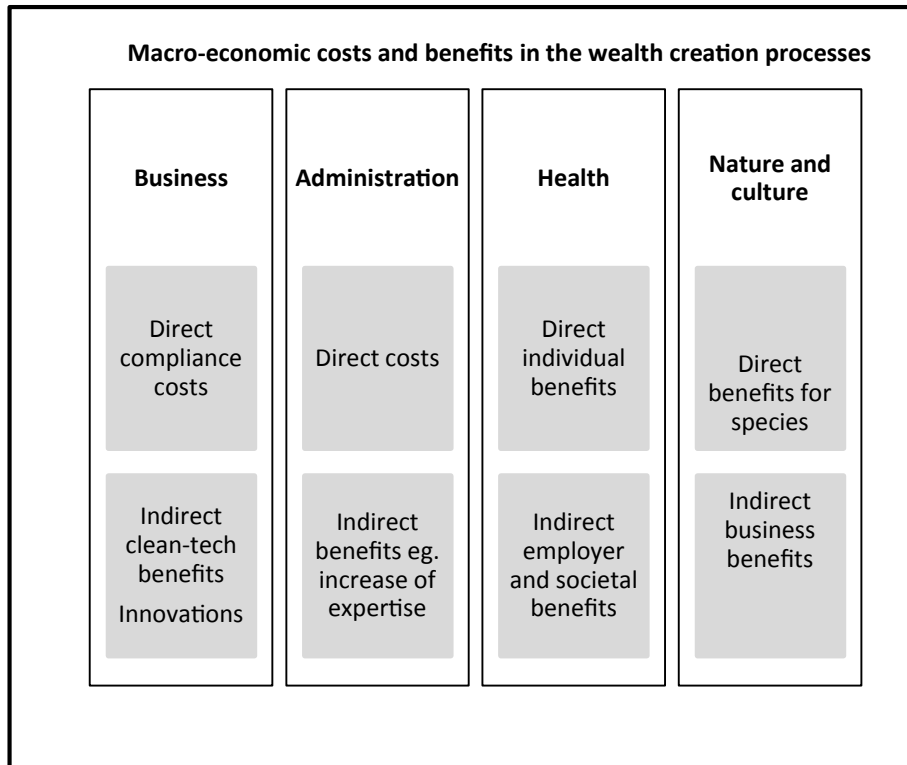 Macro-economic costs and benefits in the wealth creation processes
Business
Direct
compliance
costs
Indirect
clean-tech
benefits
Innovations
Administration
Direct costs
Indirect
benefits eg.
increase of
expertise
Health
Direct
individual
benefits
Indirect
employer
and societal
benefits
Nature and
culture
Direct
benefits for
species
Indirect
business
benefits